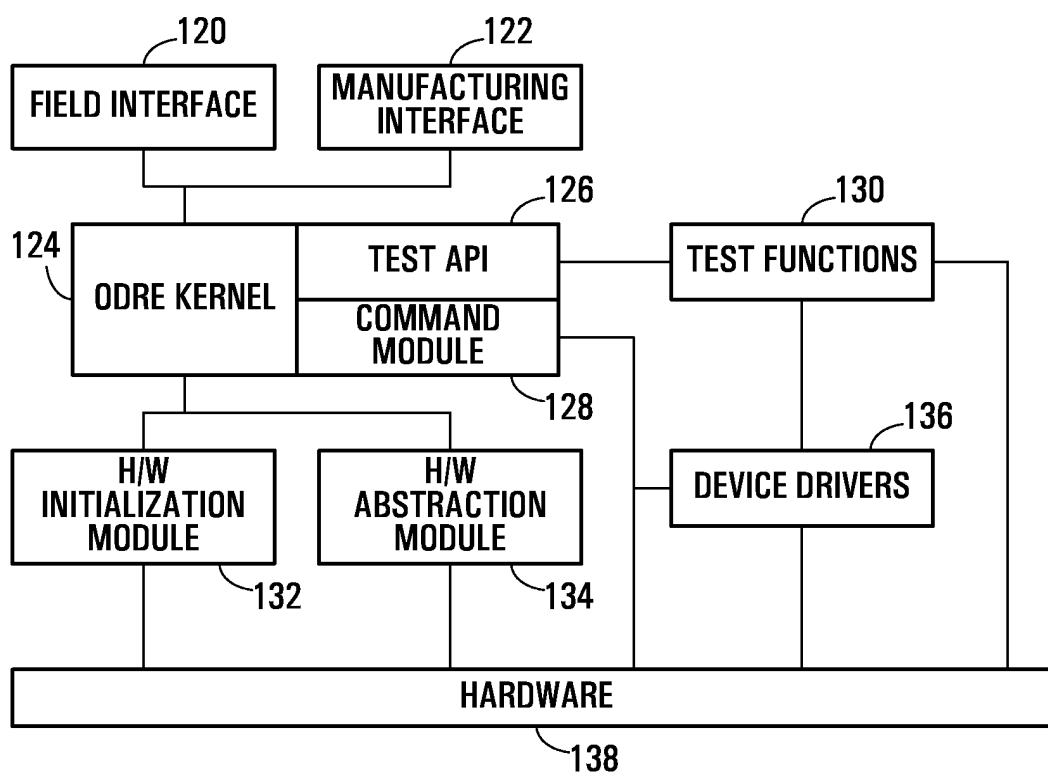 120
122
FIELD INTERFACE
MANUFACTURING
INTERFACE
126
130
124
ODRE KERNEL
TEST API
TEST FUNCTIONS
COMMAND
MODULE
128
136
H/W
INITIALIZATION
MODULE
H/W
ABSTRACTION
MODULE
DEVICE DRIVERS
132
134
HARDWARE
138